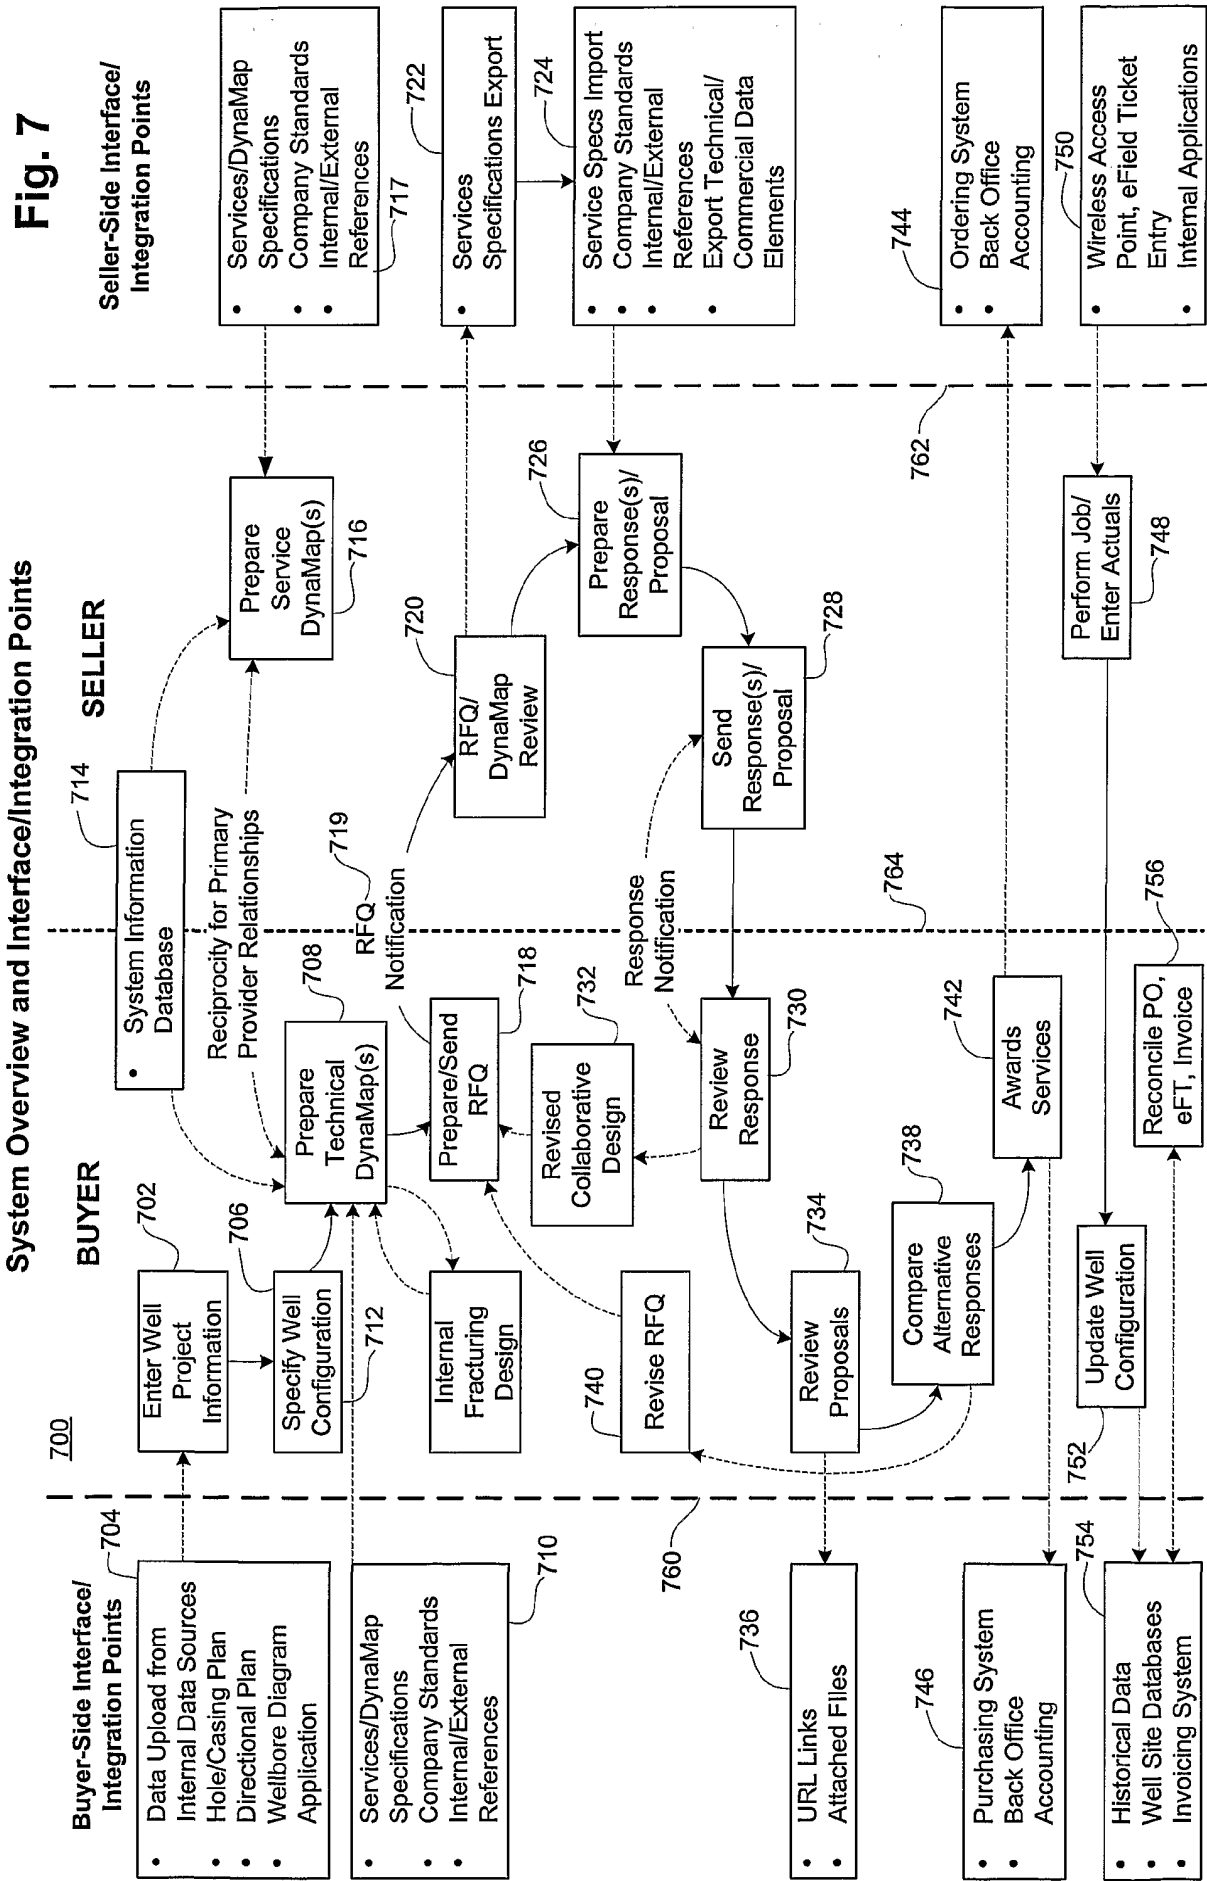 Fig. 7
System Overview and Interface/Integration Points
700
Buyer-Side Interface/
Integration Points
BUYER
SELLER
Seller-Side Interface/
Integration Points
704
• Data Upload from
Internal Data Sources
• Hole/Casing Plan
• Directional Plan
• Wellbore Diagram
Application
702
Enter Well
Project
Information
706
Specify Well
Configuration
712
714
• System Information
Database
Reciprocity for Primary
Provider Relationships
708
Prepare
Technical
DynaMap(s)
Prepare
Service
DynaMap(s)
716
• Services/DynaMap
Specifications
• Company Standards
• Internal/External
References
717
• Services/DynaMap
Specifications
• Company Standards
• Internal/External
References
710
Internal
Fracturing
Design
RFQ
719
Notification
Prepare/Send
RFQ
718
720
RFQ/
DynaMap
Review
722
• Services
Specifications Export
724
• Service Specs Import
• Company Standards
• Internal/External
References
• Export Technical/
Commercial Data
Elements
726
Prepare
Response(s)/
Proposal
732
Revised
Collaborative
Design
740
Revise RFQ
Response
Notification
Send
Response(s)/
Proposal
728
Review
Response
730
760
764
762
736
• URL Links
• Attached FIles
734
Review
Proposals
738
Compare
Alternative
Responses
742
Awards
Services
744
• Ordering System
• Back Office
Accounting
746
• Purchasing System
• Back Office
Accounting
750
• Wireless Access
Point, eField Ticket
Entry
• Internal Applications
Perform Job/
Enter Actuals
748
Update Well
Configuration
752
754
• Historical Data
• Well Site Databases
• Invoicing System
756
Reconcile PO,
eFT, Invoice